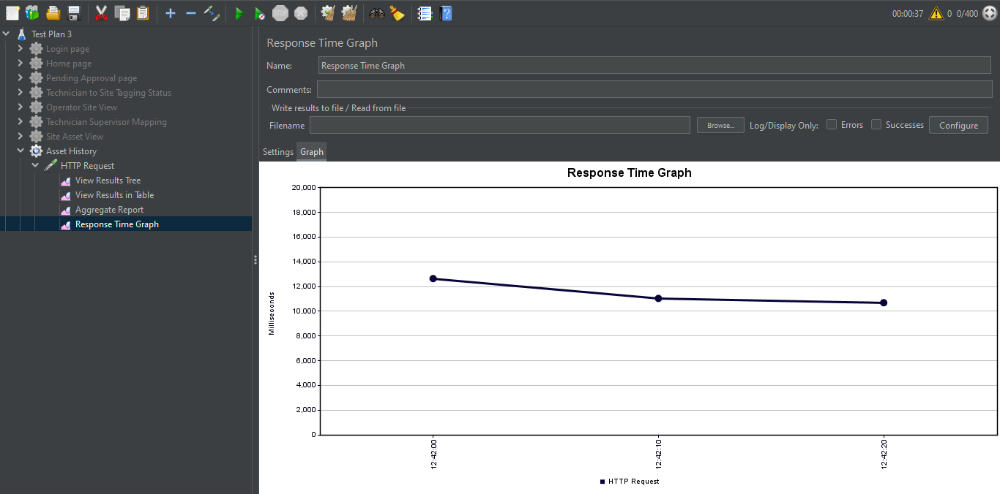 STOP
00:00:37 0 0/400
Test Plan 3
Login page
Home page
Pending Approval page
Technician to Site Tagging Status
Operator Site View
Technician Supervisor Mapping
Site Asset View
Asset History
HTTP Request
View Results Tree
View Results in Table
Aggregate Report
Response Time Graph
Response Time Graph
Name: Response Time Graph
Comments:
Write results to file / Read from file
Filename Browse... Log/Display Only: Errors Successes Configure
Settings Graph
Response Time Graph
20,000
18,000
16,000
14,000
12,000
10,000
8,000
6,000
4,000
2,000
0
Milliseconds
12:42:00
12:42:10
12:42:20
HTTP Request